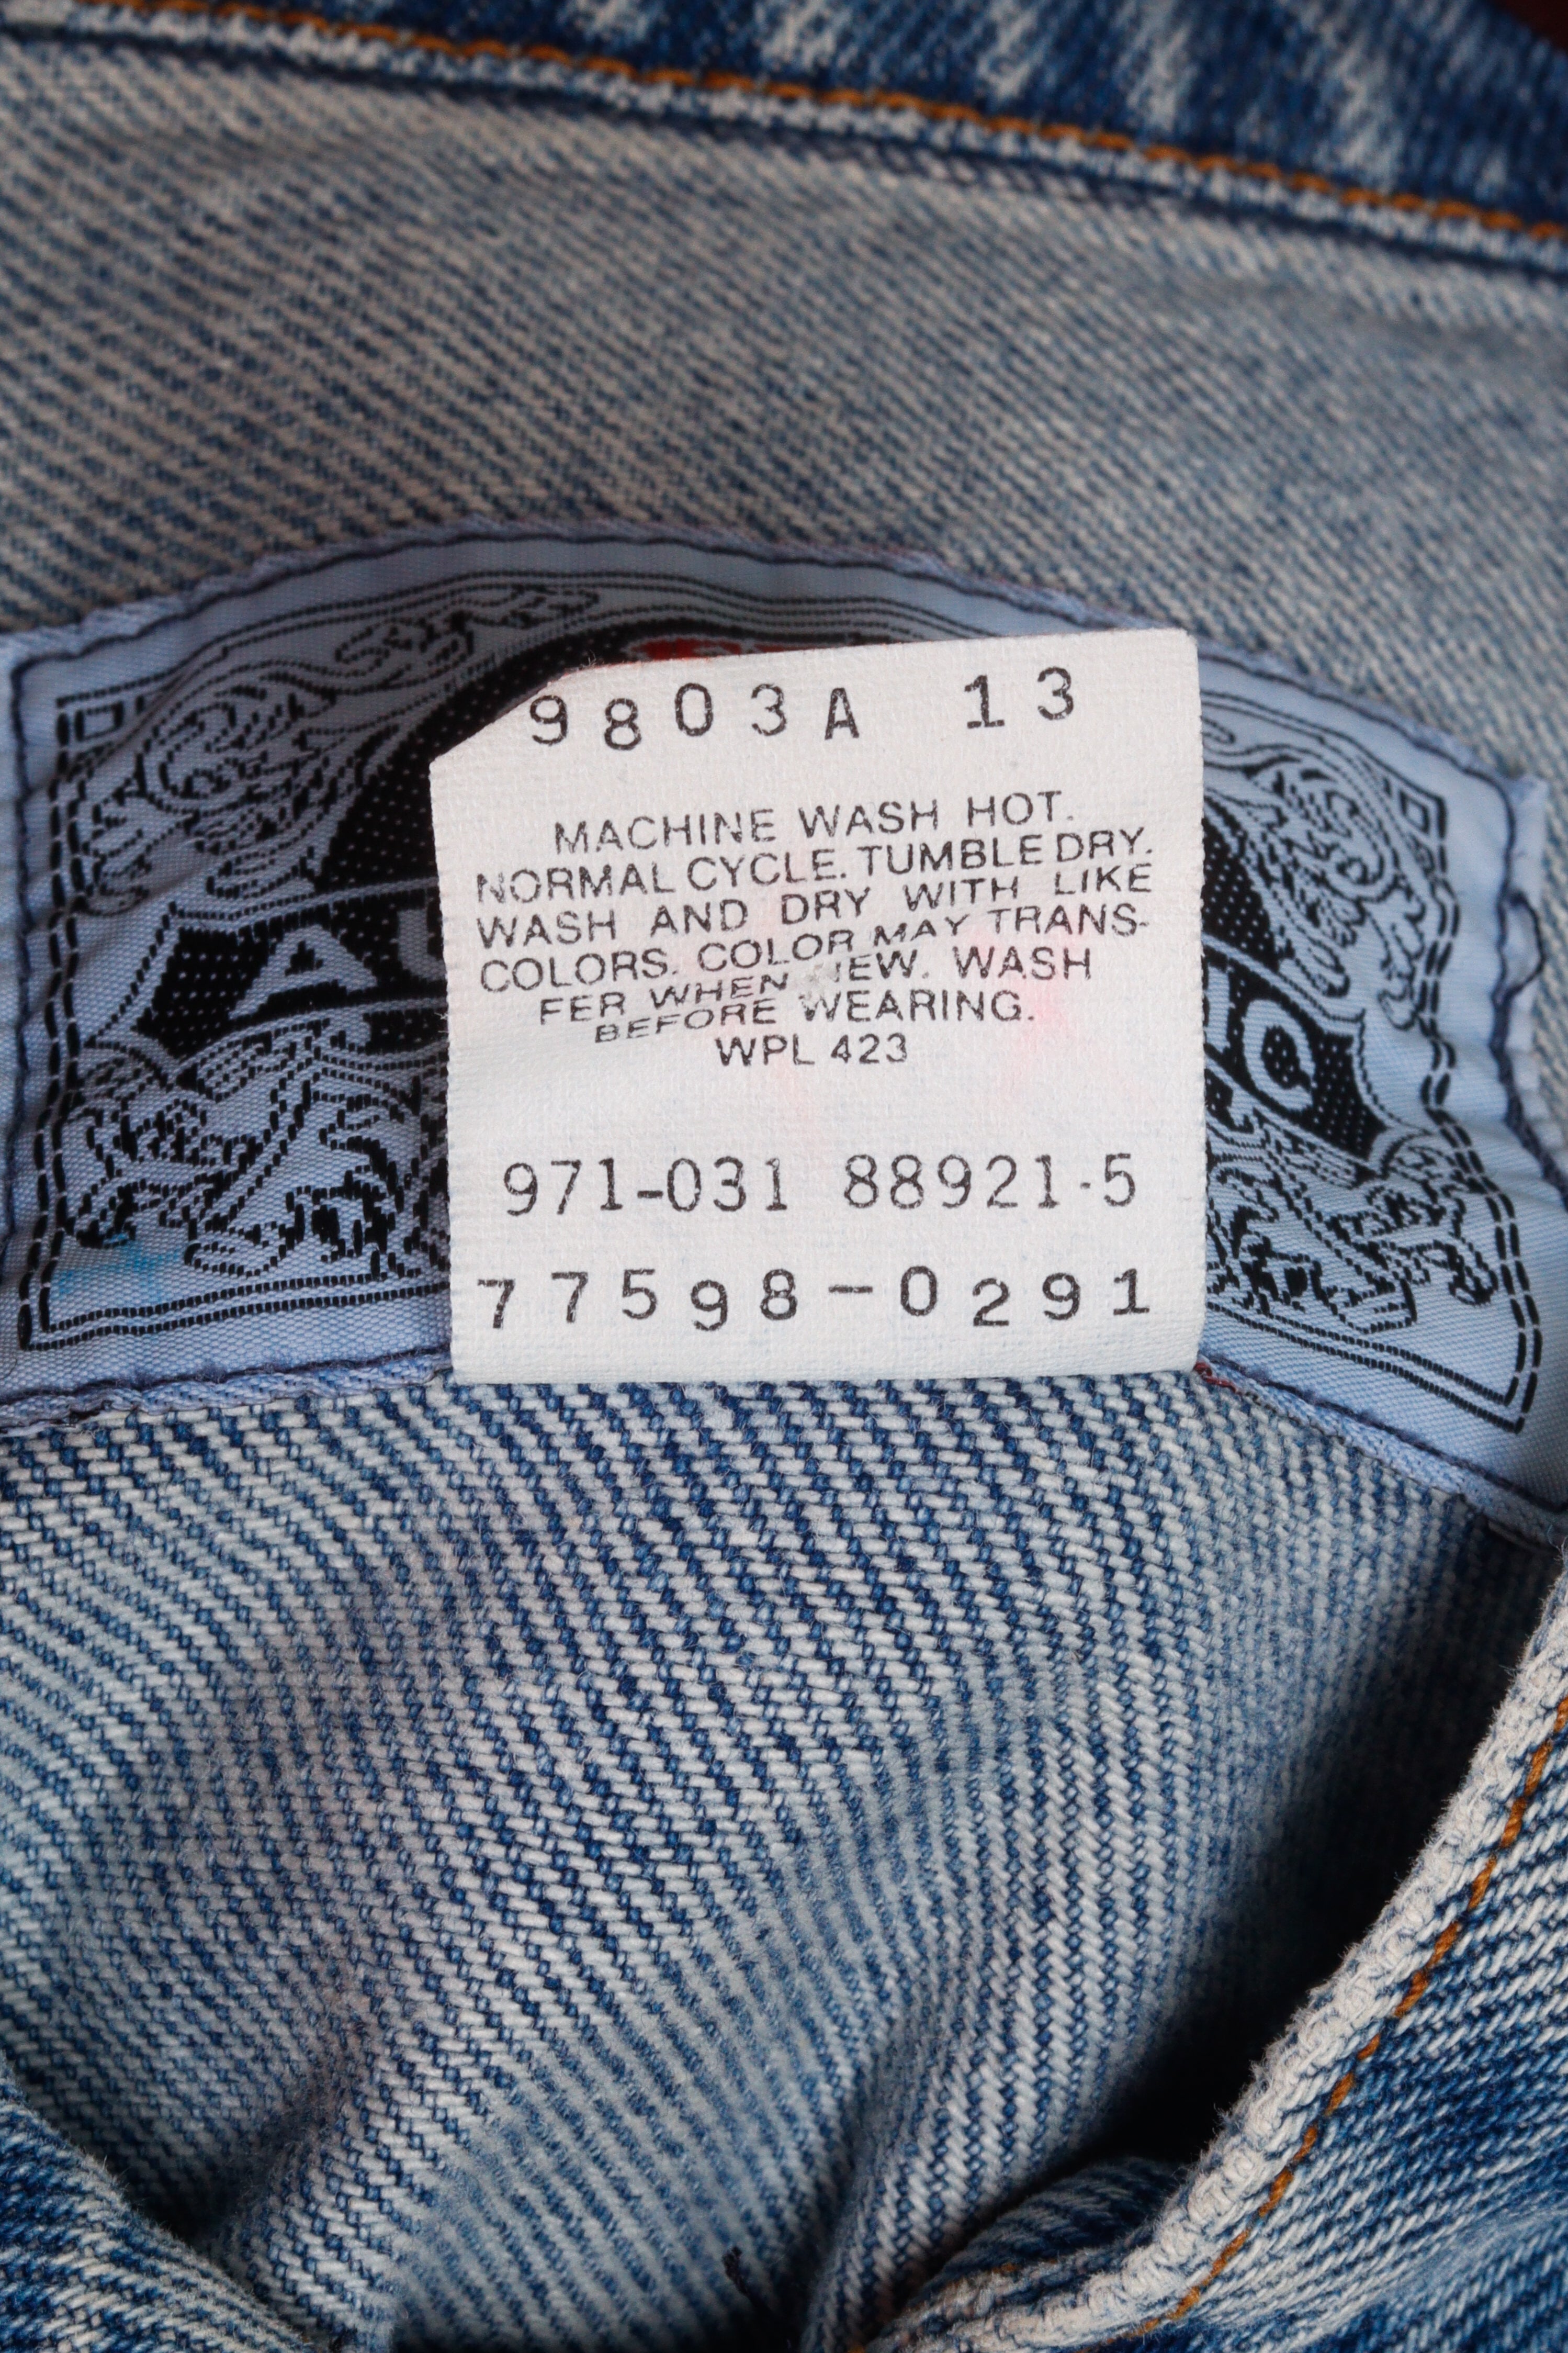 9803A 13
MACHINE WASH HOT.
NORMAL CYCLE. TUMBLE DRY.
WASH AND DRY WITH LIKE
COLORS. COLOR MAY TRANS-
FER WHEN NEW. WASH
BEFORE WEARING.
WPL 423
971-031 88921-5
77598-0291